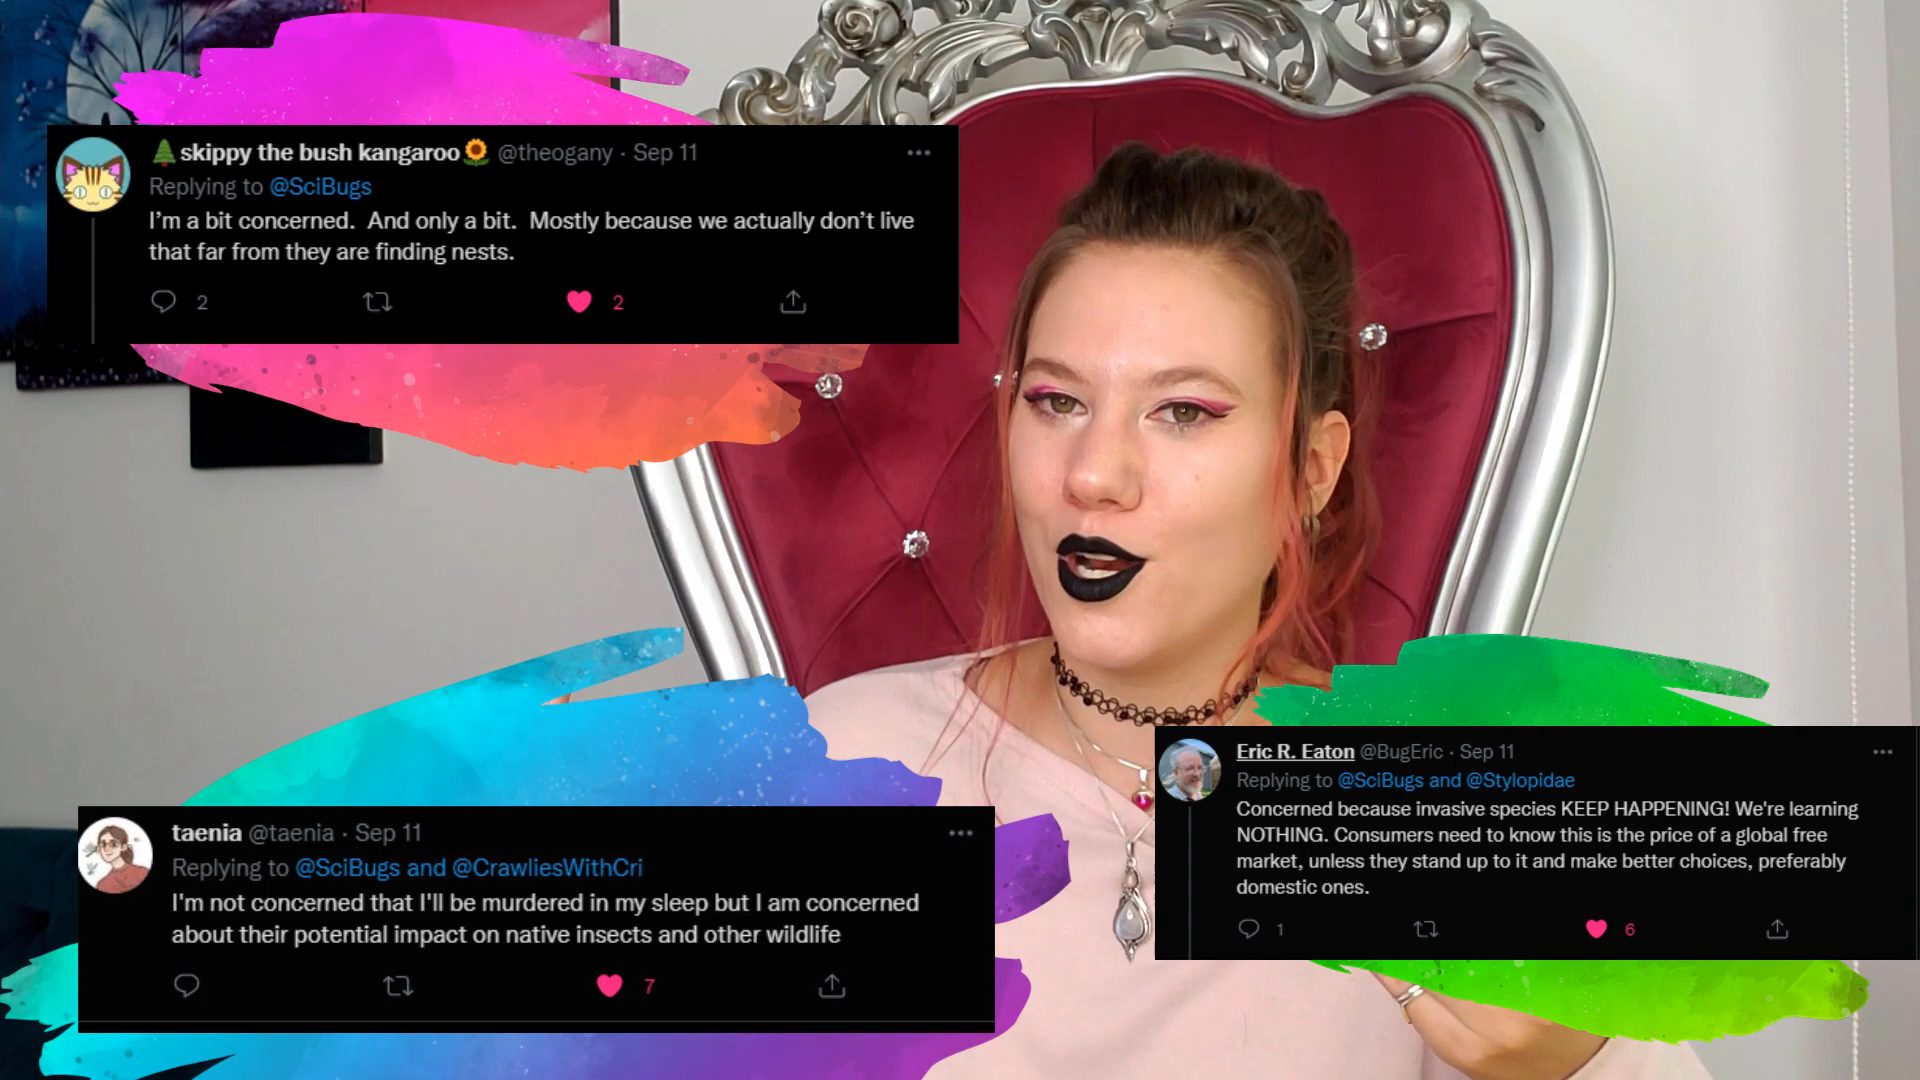 🌲skippy the bush kangaroo🌻 @theogany · Sep 11
Replying to @SciBugs
I'm a bit concerned. And only a bit. Mostly because we actually don't live
that far from they are finding nests.
2 2
taenia @taenia · Sep 11
Replying to @SciBugs and @CrawliesWithCri
I'm not concerned that I'll be murdered in my sleep but I am concerned
about their potential impact on native insects and other wildlife
7
Eric R. Eaton @BugEric · Sep 11
Replying to @SciBugs and @Stylopidae
Concerned because invasive species KEEP HAPPENING! We're learning
NOTHING. Consumers need to know this is the price of a global free
market, unless they stand up to it and make better choices, preferably
domestic ones.
1 6